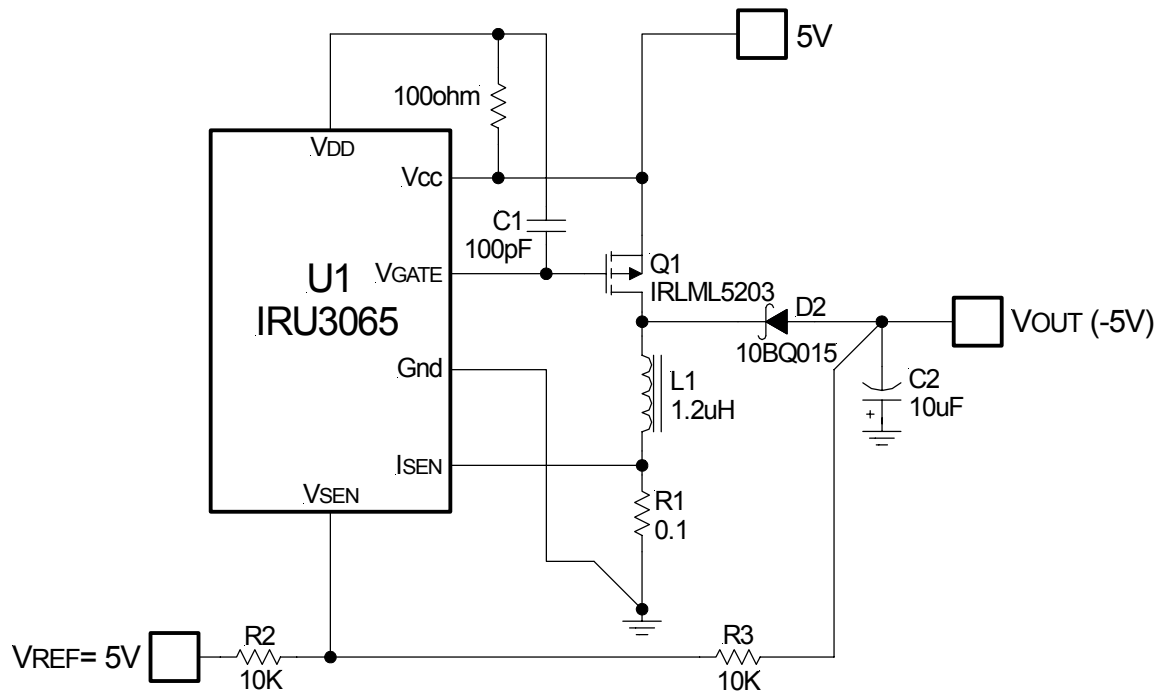 5V
100ohm
VDD
Vcc
C1
100pF
VGATE
Q1
IRLML5203
U1
IRU3065
D2
10BQ015
VOUT (-5V)
Gnd
L1
1.2uH
C2
10uF
+
ISEN
VSEN
R1
0.1
VREF= 5V
R2
10K
R3
10K